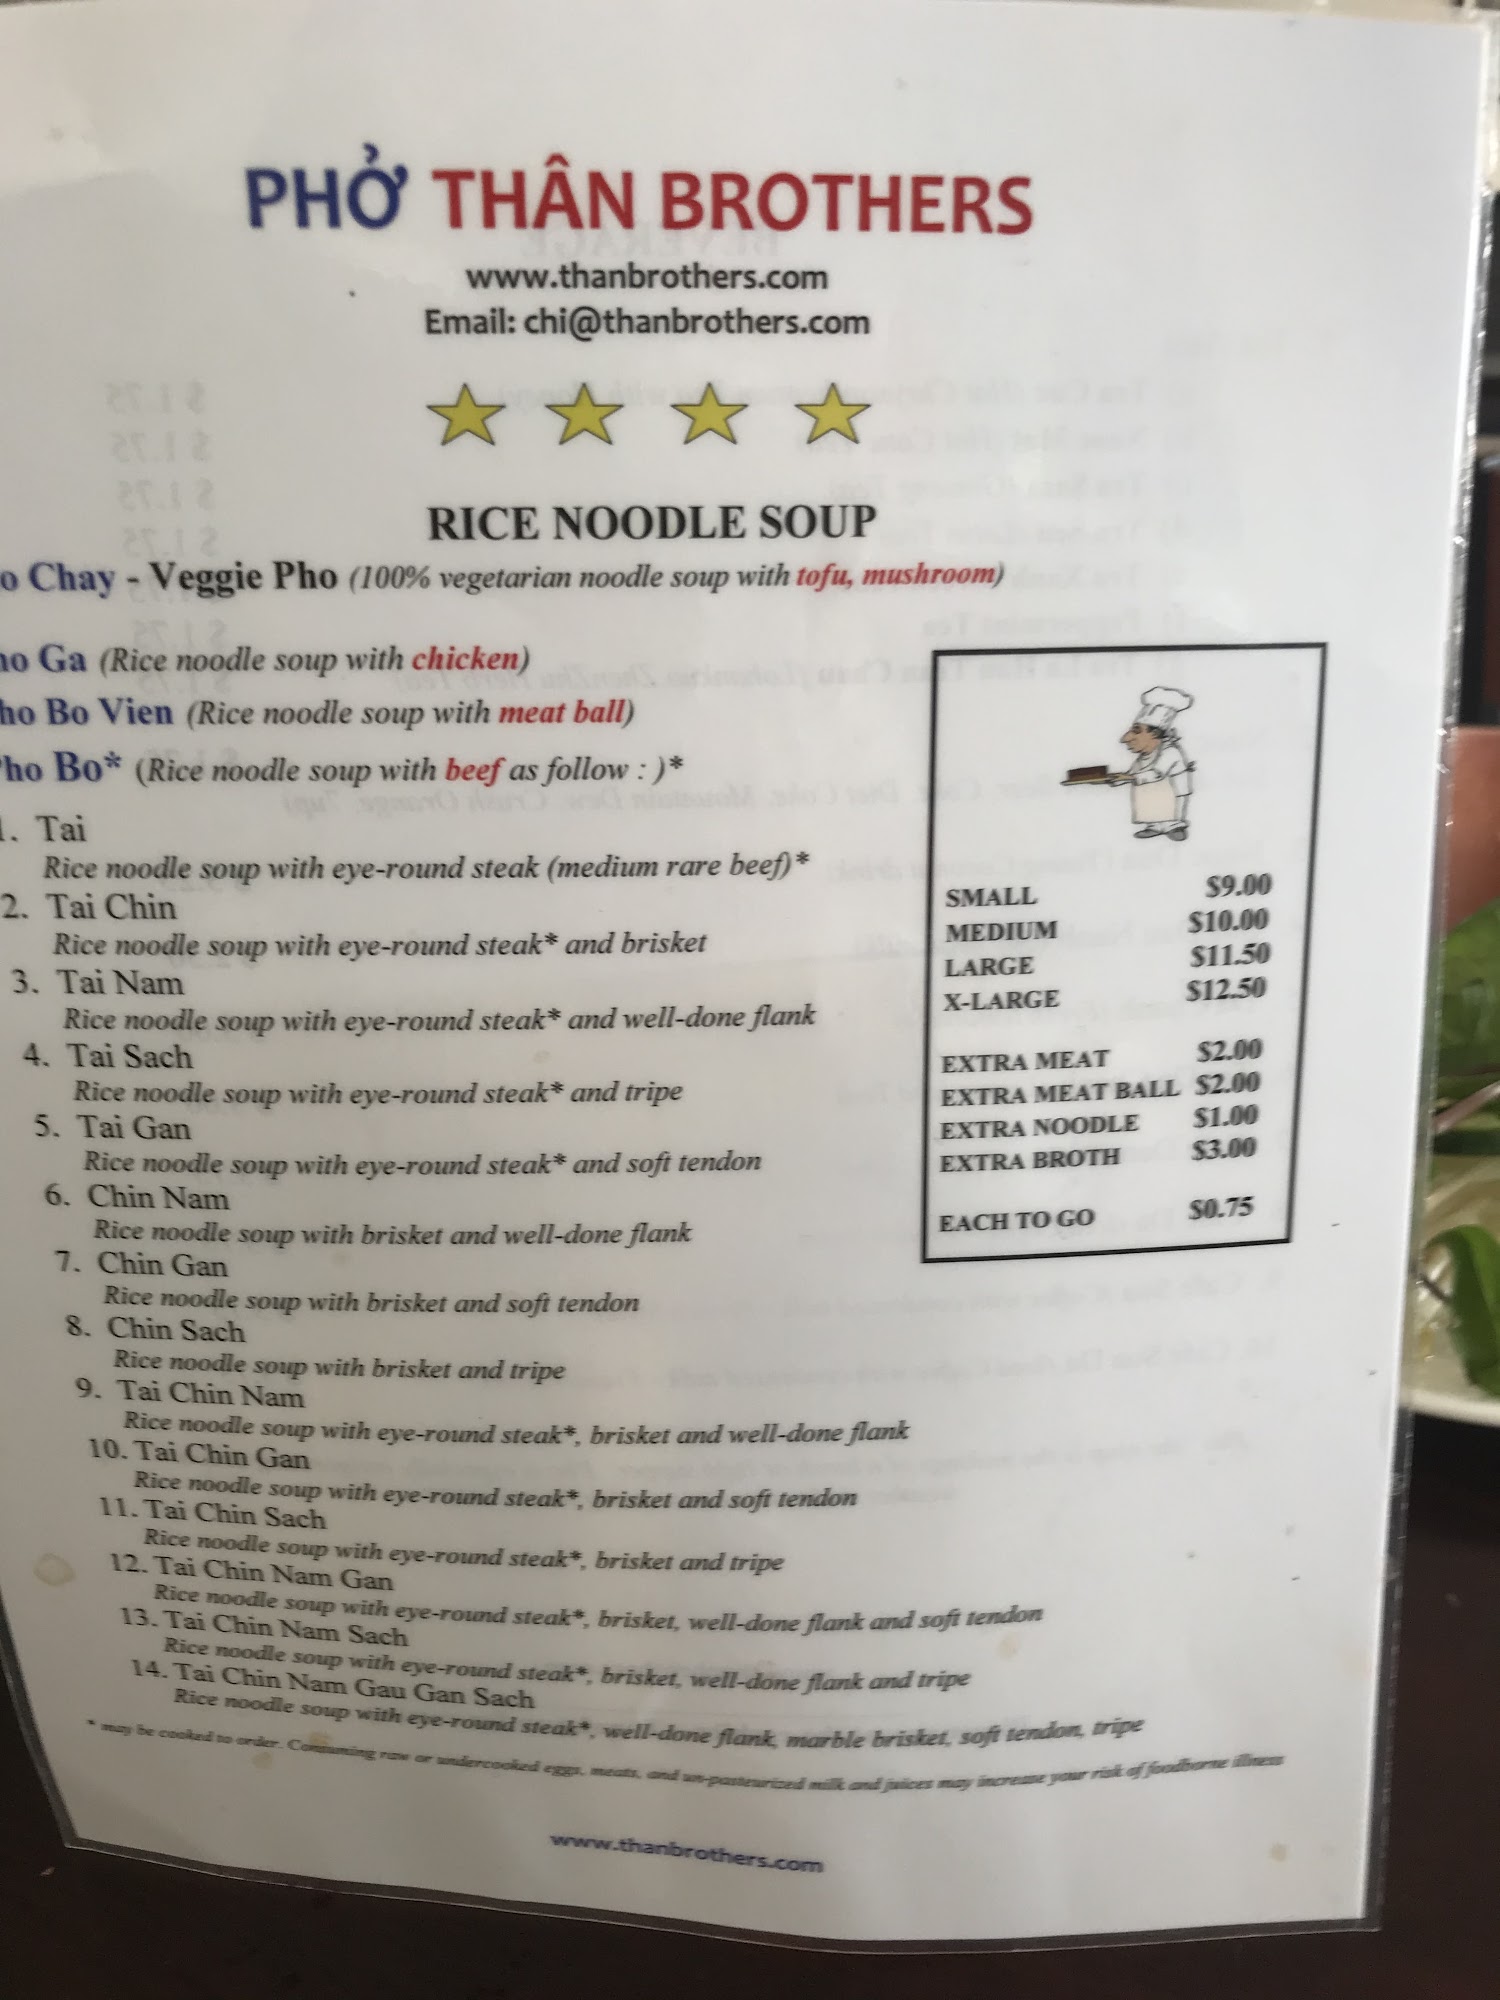 PHỞ THÂN BROTHERS
www.thanbrothers.com
Email: chi@thanbrothers.com
RICE NOODLE SOUP
o Chay - Veggie Pho (100% vegetarian noodle soup with tofu, mushroom)
ho Ga (Rice noodle soup with chicken)
ho Bo Vien (Rice noodle soup with meat ball)
Pho Bo* (Rice noodle soup with beef as follow : )*
1. Tai
Rice noodle soup with eye-round steak (medium rare beef)*
2. Tai Chin
Rice noodle soup with eye-round steak* and brisket
3. Tai Nam
Rice noodle soup with eye-round steak* and well-done flank
4. Tai Sach
Rice noodle soup with eye-round steak* and tripe
5. Tai Gan
Rice noodle soup with eye-round steak* and soft tendon
6. Chin Nam
Rice noodle soup with brisket and well-done flank
7. Chin Gan
Rice noodle soup with brisket and soft tendon
8. Chin Sach
Rice noodle soup with brisket and tripe
9. Tai Chin Nam
Rice noodle soup with eye-round steak*, brisket and well-done flank
10. Tai Chin Gan
Rice noodle soup with eye-round steak*, brisket and soft tendon
11. Tai Chin Sach
Rice noodle soup with eye-round steak*, brisket and tripe
12. Tai Chin Nam Gan
Rice noodle soup with eye-round steak*, brisket, well-done flank and soft tendon
13. Tai Chin Nam Sach
Rice noodle soup with eye-round steak*, brisket, well-done flank and tripe
14. Tai Chin Nam Gau Gan Sach
Rice noodle soup with eye-round steak*, well-done flank, marble brisket, soft tendon, tripe
* may be cooked to order. Consuming raw or undercooked eggs, meats, and un-pasteurized milk and juices may increase your risk of foodborne illness
www.thanbrothers.com
SMALL $9.00
MEDIUM $10.00
LARGE $11.50
X-LARGE $12.50
EXTRA MEAT $2.00
EXTRA MEAT BALL $2.00
EXTRA NOODLE $1.00
EXTRA BROTH $3.00
EACH TO GO $0.75